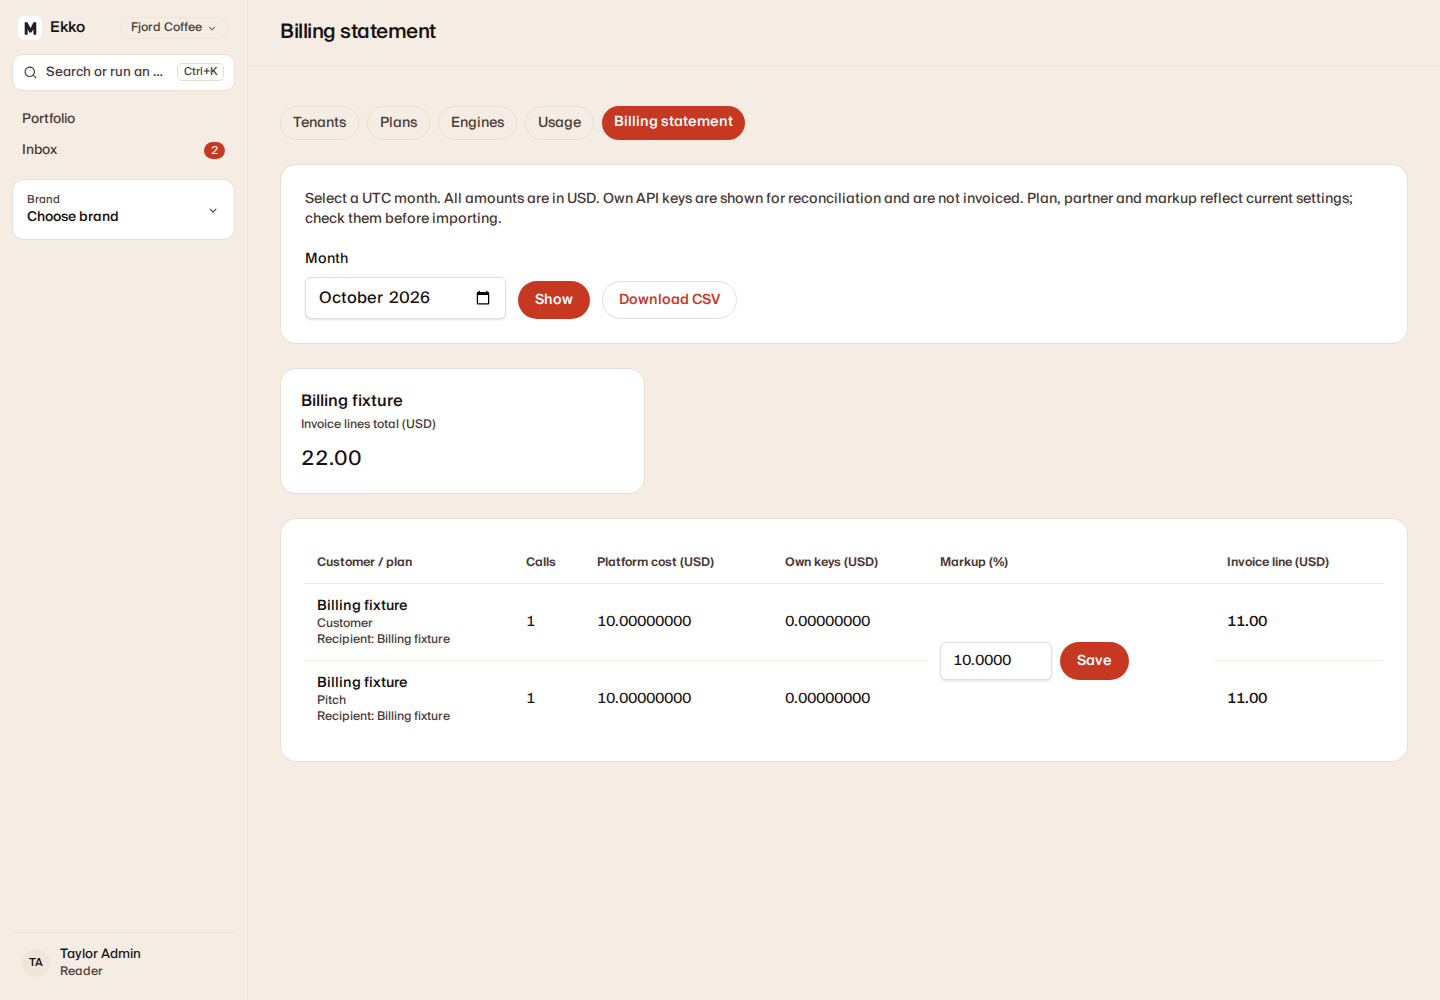 Ekko
Fjord Coffee
Search or run an ...
Ctrl+K
Portfolio
Inbox
2
Brand
Choose brand
TA
Taylor Admin
Reader
Billing statement
Tenants
Plans
Engines
Usage
Billing statement
Select a UTC month. All amounts are in USD. Own API keys are shown for reconciliation and are not invoiced. Plan, partner and markup reflect current settings;
check them before importing.
Month
October 2026
Show
Download CSV
Billing fixture
Invoice lines total (USD)
22.00
Customer / plan
Calls
Platform cost (USD)
Own keys (USD)
Markup (%)
Invoice line (USD)
Billing fixture
Customer
Recipient: Billing fixture
1
10.00000000
0.00000000
10.0000
Save
11.00
Billing fixture
Pitch
Recipient: Billing fixture
1
10.00000000
0.00000000
11.00